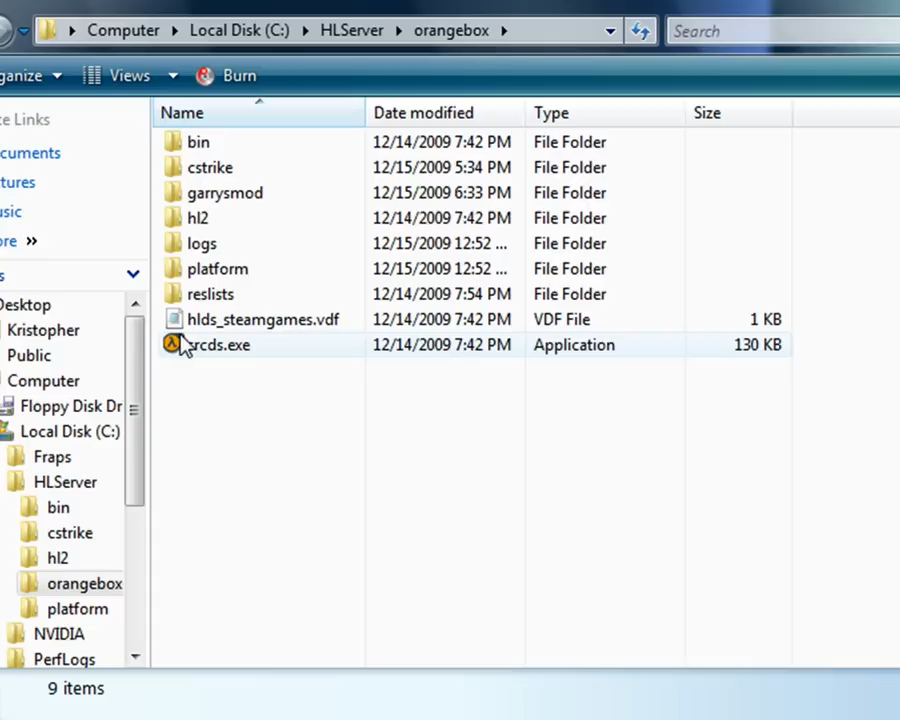 Computer Local Disk (C:) HLServer orangebox Search
ganize Views Burn
te Links
cuments
tures
usic
ore »
s
Desktop
Kristopher
Public
Computer
Floppy Disk Dr
Local Disk (C:)
Fraps
HLServer
bin
cstrike
hl2
orangebox
platform
NVIDIA
PerfLogs
Name Date modified Type Size
bin 12/14/2009 7:42 PM File Folder
cstrike 12/15/2009 5:34 PM File Folder
garrysmod 12/15/2009 6:33 PM File Folder
hl2 12/14/2009 7:42 PM File Folder
logs 12/15/2009 12:52 ... File Folder
platform 12/15/2009 12:52 ... File Folder
reslists 12/14/2009 7:54 PM File Folder
hlds_steamgames.vdf 12/14/2009 7:42 PM VDF File 1 KB
srcds.exe 12/14/2009 7:42 PM Application 130 KB
9 items